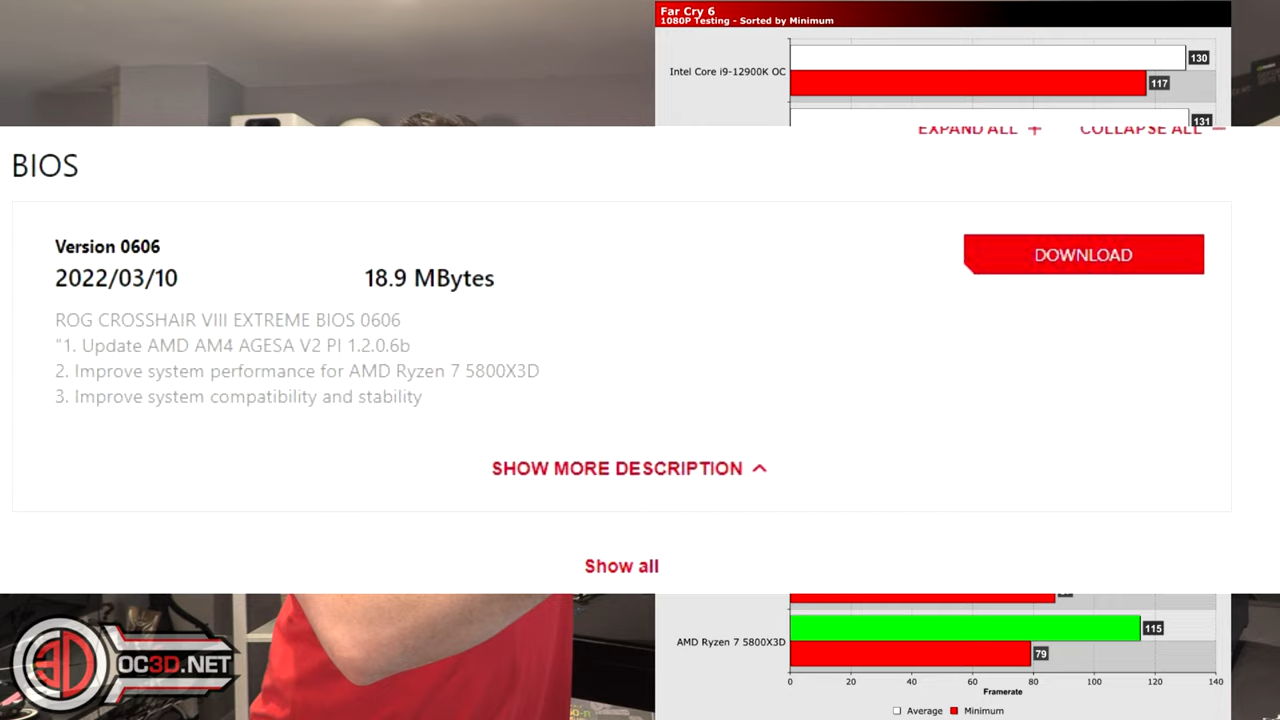 Far Cry 6
1080P Testing - Sorted by Minimum
Intel Core i9-12900K OC
130
117
131
EXPAND ALL +
COLLAPSE ALL −
BIOS
Version 0606
2022/03/10
18.9 MBytes
DOWNLOAD
ROG CROSSHAIR VIII EXTREME BIOS 0606
"1. Update AMD AM4 AGESA V2 PI 1.2.0.6b
2. Improve system performance for AMD Ryzen 7 5800X3D
3. Improve system compatibility and stability
SHOW MORE DESCRIPTION
Show all
AMD Ryzen 7 5800X3D
115
79
0 20 40 60 80 100 120 140
Framerate
Average Minimum
3D OC3D.NET